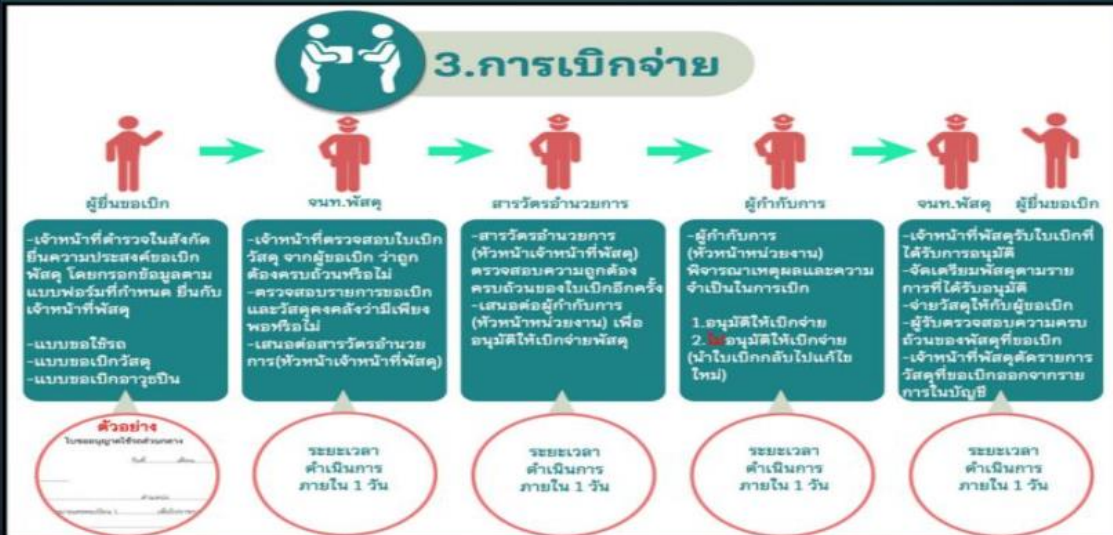 3.การเบิกจ่าย
ผู้ยื่นขอเบิก
-เจ้าหน้าที่ตำรวจในสังกัด
ยื่นความประสงค์ขอเบิก
พัสดุ โดยกรอกข้อมูลตาม
แบบฟอร์มที่กำหนด ยื่นกับ
เจ้าหน้าที่พัสดุ
-แบบขอใช้รถ
-แบบขอเบิกวัสดุ
-แบบขอเบิกอาวุธปืน
ตัวอย่าง
ใบขออนุญาตใช้รถส่วนกลาง
วันที่ เดือน
ตำแหน่ง
จนท.พัสดุ
-เจ้าหน้าที่ตรวจสอบใบเบิก
วัสดุ จากผู้ขอเบิก ว่าถูก
ต้องครบถ้วนหรือไม่
-ตรวจสอบรายการขอเบิก
และวัสดุคงคลังว่ามีเพียง
พอหรือไม่
-เสนอต่อสารวัตรอำนวย
การ(หัวหน้าเจ้าหน้าที่พัสดุ)
ระยะเวลา
ดำเนินการ
ภายใน 1 วัน
สารวัตรอำนวยการ
-สารวัตรอำนวยการ
(หัวหน้าเจ้าหน้าที่พัสดุ)
ตรวจสอบความถูกต้อง
ครบถ้วนของใบเบิกอีกครั้ง
-เสนอต่อผู้กำกับการ
(หัวหน้าหน่วยงาน) เพื่อ
อนุมัติให้เบิกจ่ายพัสดุ
ระยะเวลา
ดำเนินการ
ภายใน 1 วัน
ผู้กำกับการ
-ผู้กำกับการ
(หัวหน้าหน่วยงาน)
พิจารณาเหตุผลและความ
จำเป็นในการเบิก
1.อนุมัติให้เบิกจ่าย
2.ไม่อนุมัติให้เบิกจ่าย
(นำใบเบิกกลับไปแก้ไข
ใหม่)
ระยะเวลา
ดำเนินการ
ภายใน 1 วัน
จนท.พัสดุ ผู้ยื่นขอเบิก
-เจ้าหน้าที่พัสดุรับใบเบิกที่
ได้รับการอนุมัติ
-จัดเตรียมพัสดุตามราย
การที่ได้รับอนุมัติ
-จ่ายวัสดุให้กับผู้ขอเบิก
-ผู้รับตรวจสอบความครบ
ถ้วนของพัสดุที่ขอเบิก
-เจ้าหน้าที่พัสดุตัดรายการ
วัสดุที่ขอเบิกออกจากราย
การในบัญชี
ระยะเวลา
ดำเนินการ
ภายใน 1 วัน